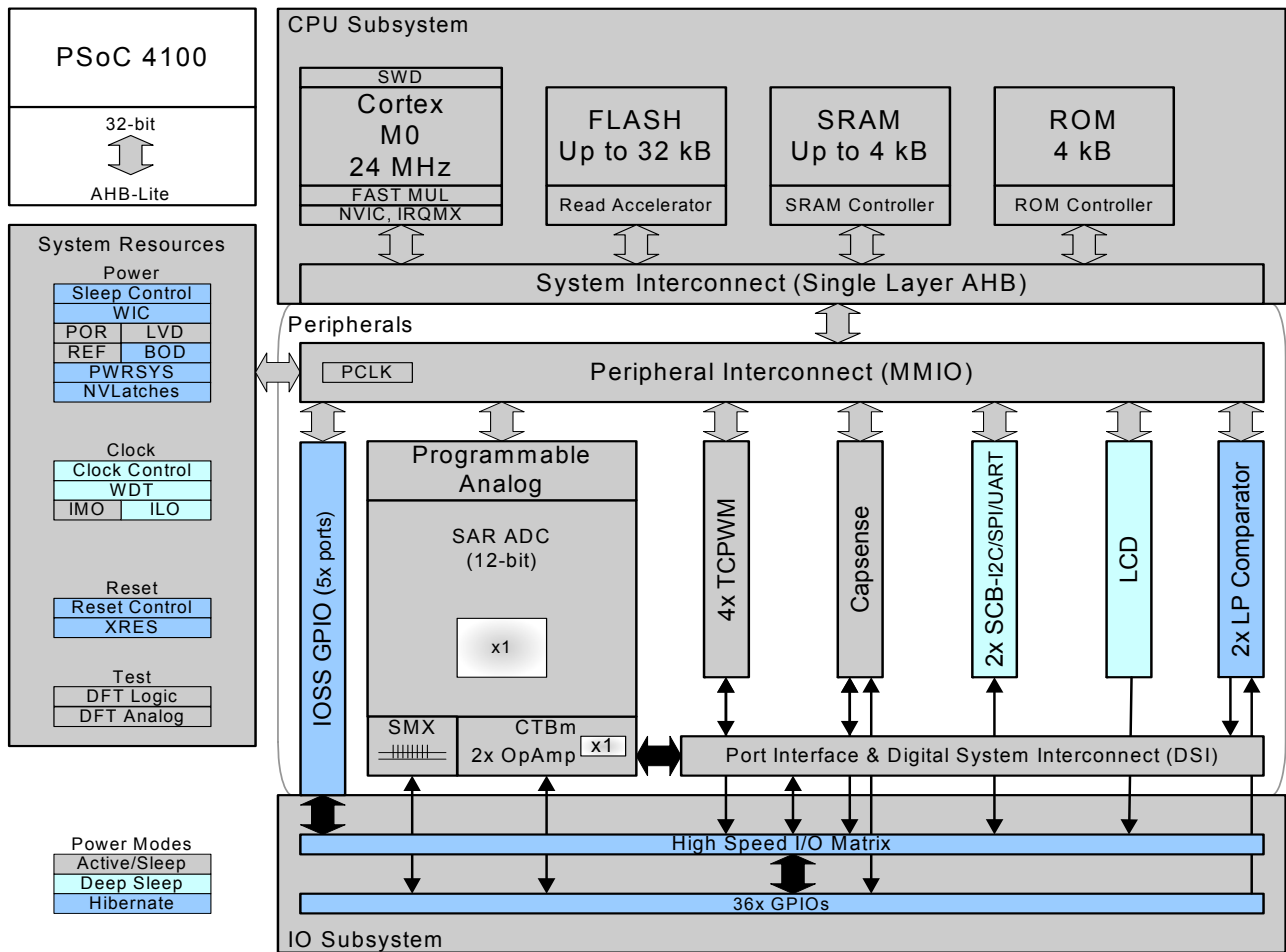 PSoC 4100
32-bit
AHB-Lite
CPU Subsystem
SWD
Cortex
M0
24 MHz
FAST MUL
NVIC, IRQMX
FLASH
Up to 32 kB
Read Accelerator
SRAM
Up to 4 kB
SRAM Controller
ROM
4 kB
ROM Controller
System Interconnect (Single Layer AHB)
System Resources
Power
Sleep Control
WIC
POR LVD
REF BOD
PWRSYS
NVLatches
Clock
Clock Control
WDT
IMO ILO
Reset
Reset Control
XRES
Test
DFT Logic
DFT Analog
Peripherals
PCLK
Peripheral Interconnect (MMIO)
IOSS GPIO (5x ports)
Programmable
Analog
SAR ADC
(12-bit)
x1
SMX
CTBm
2x OpAmp
x1
4x TCPWM
Capsense
2x SCB-I2C/SPI/UART
LCD
2x LP Comparator
Port Interface & Digital System Interconnect (DSI)
High Speed I/O Matrix
36x GPIOs
IO Subsystem
Power Modes
Active/Sleep
Deep Sleep
Hibernate